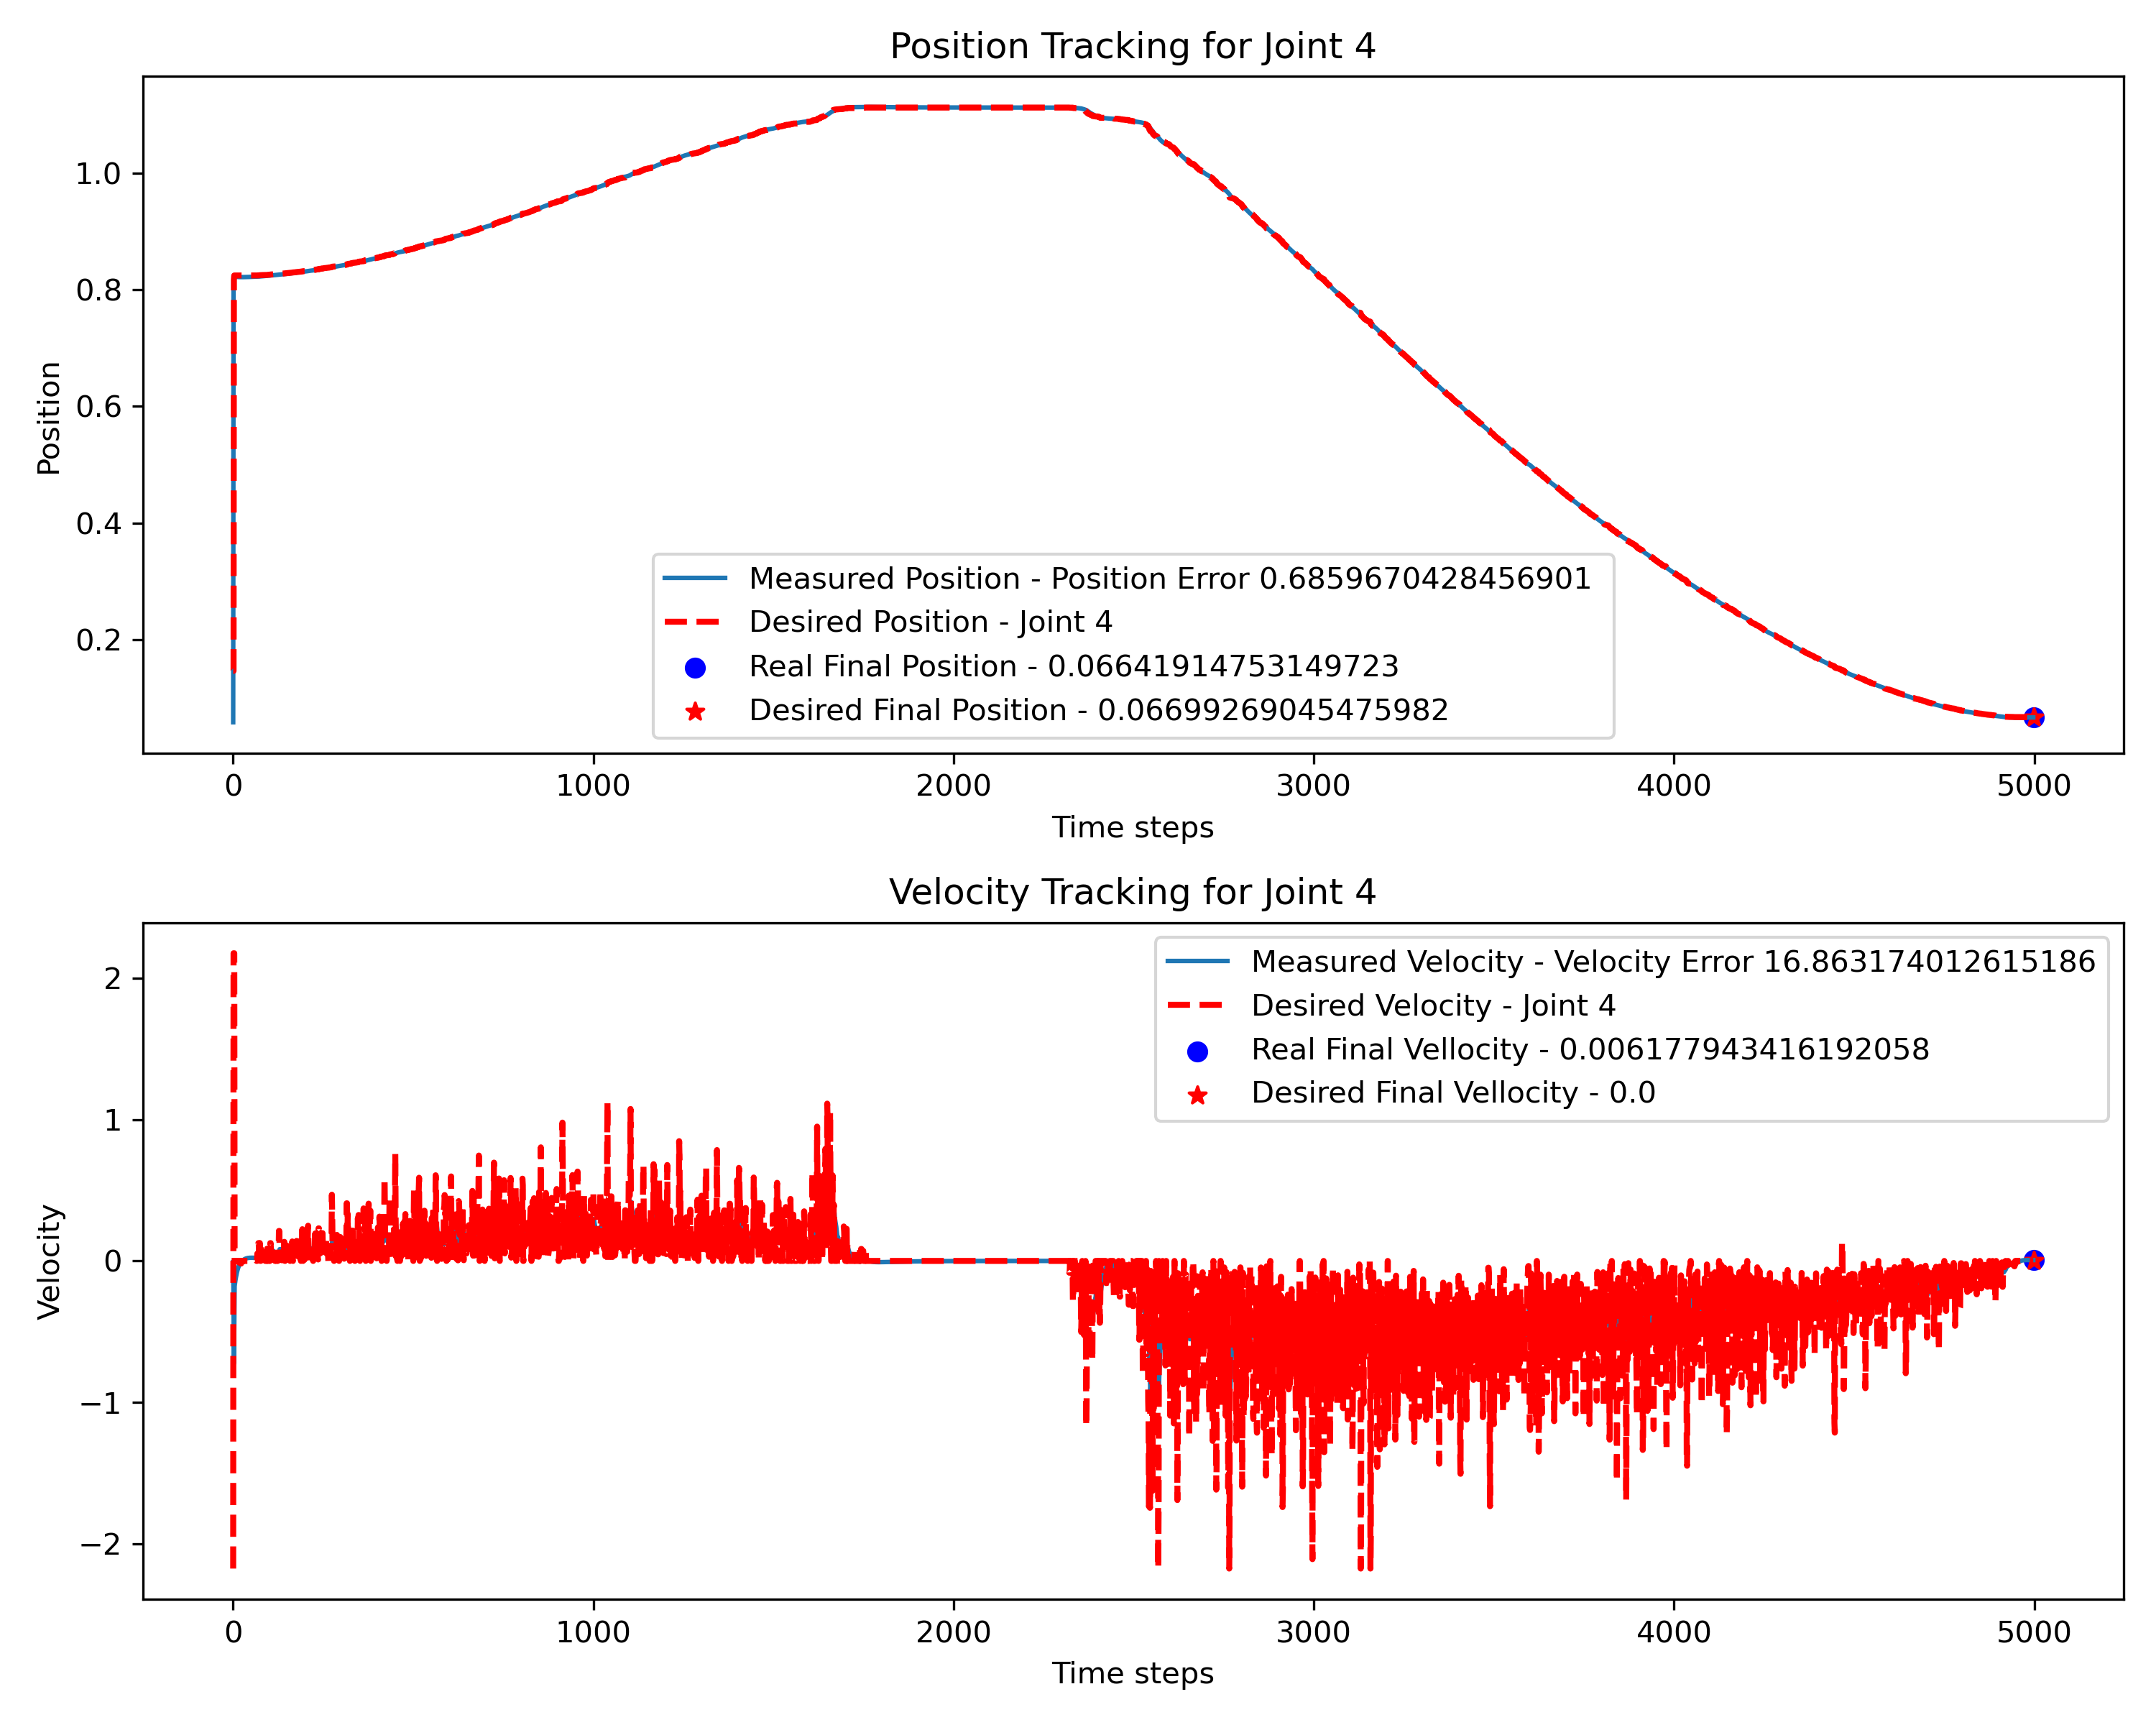 Position Tracking for Joint 4
1.0
0.8
0.6
0.4
0.2
Position
Measured Position - Position Error 0.6859670428456901
Desired Position - Joint 4
Real Final Position - 0.06641914753149723
Desired Final Position - 0.06699269045475982
0 1000 2000 3000 4000 5000
Time steps
Velocity Tracking for Joint 4
2
1
0
−1
−2
Velocity
Measured Velocity - Velocity Error 16.863174012615186
Desired Velocity - Joint 4
Real Final Vellocity - 0.006177943416192058
Desired Final Vellocity - 0.0
0 1000 2000 3000 4000 5000
Time steps